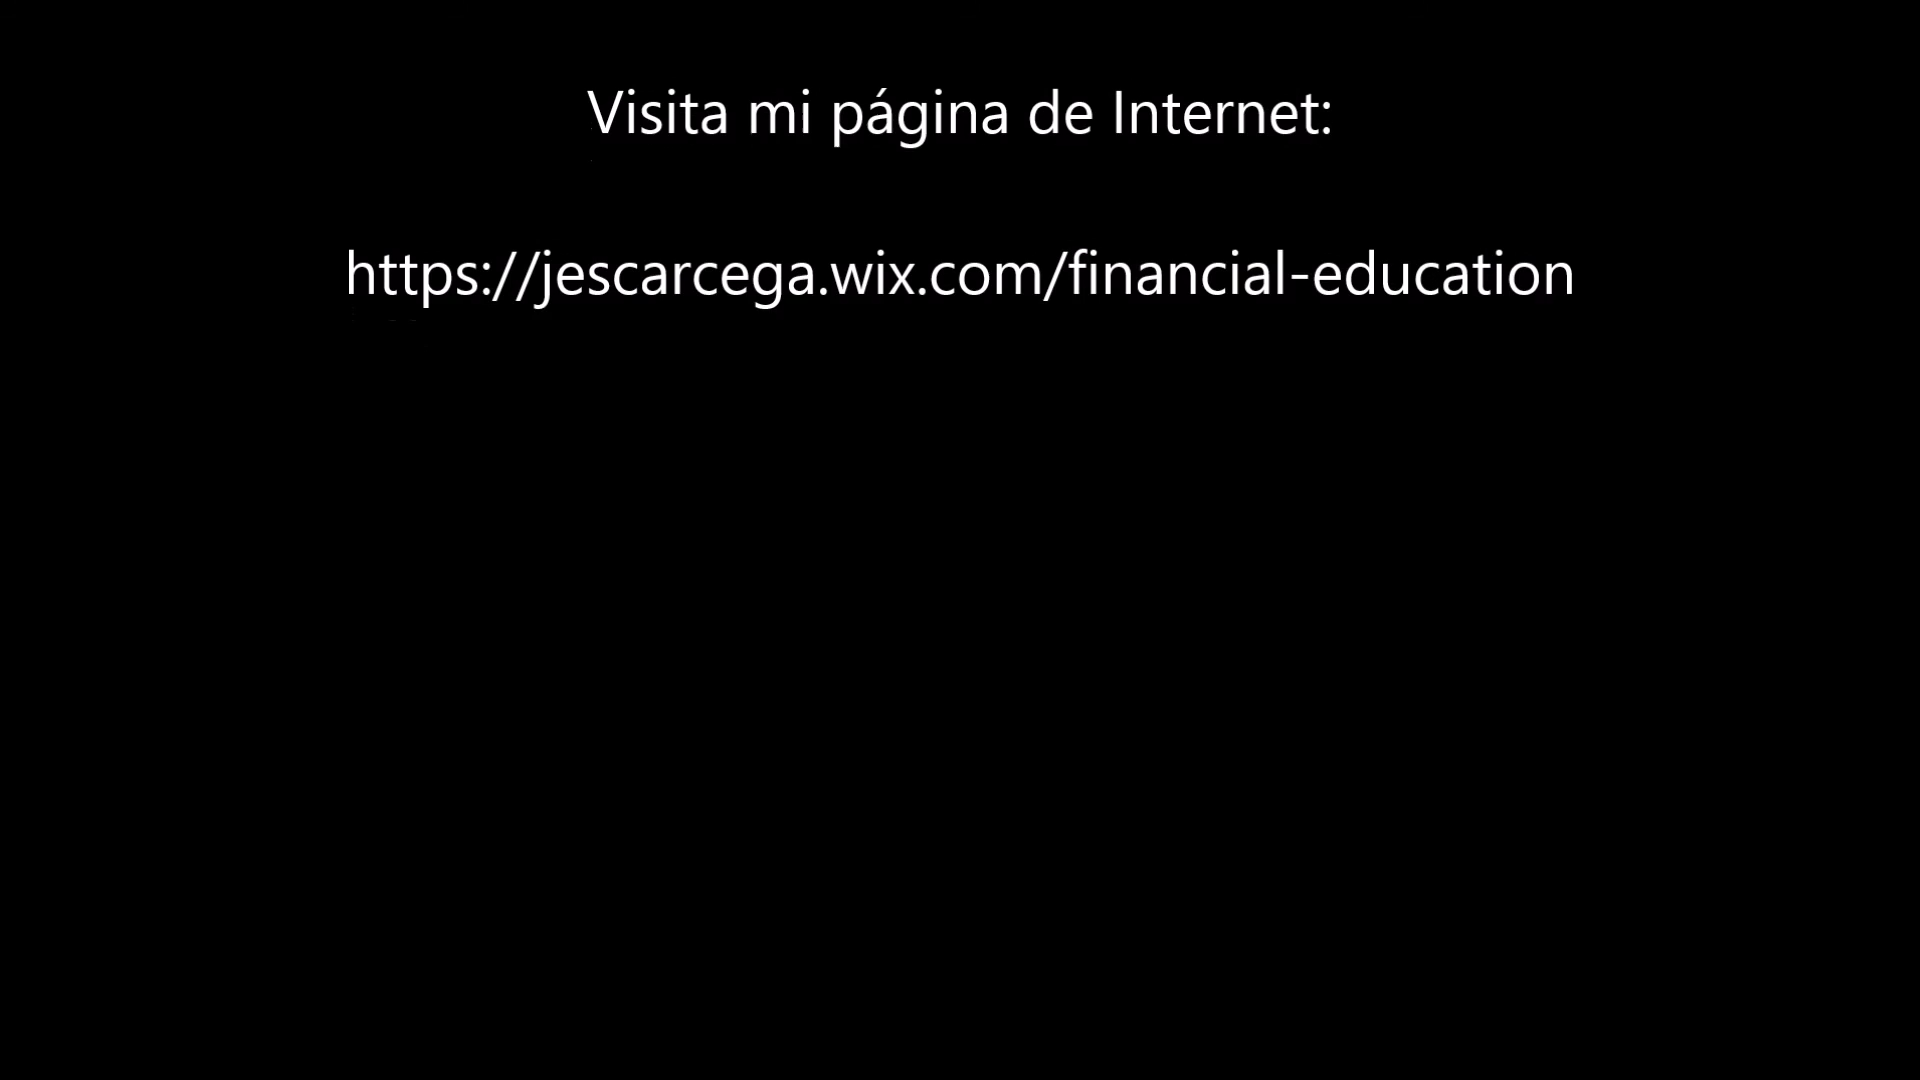 Visita mi página de Internet:
https://jescarcega.wix.com/financial-education